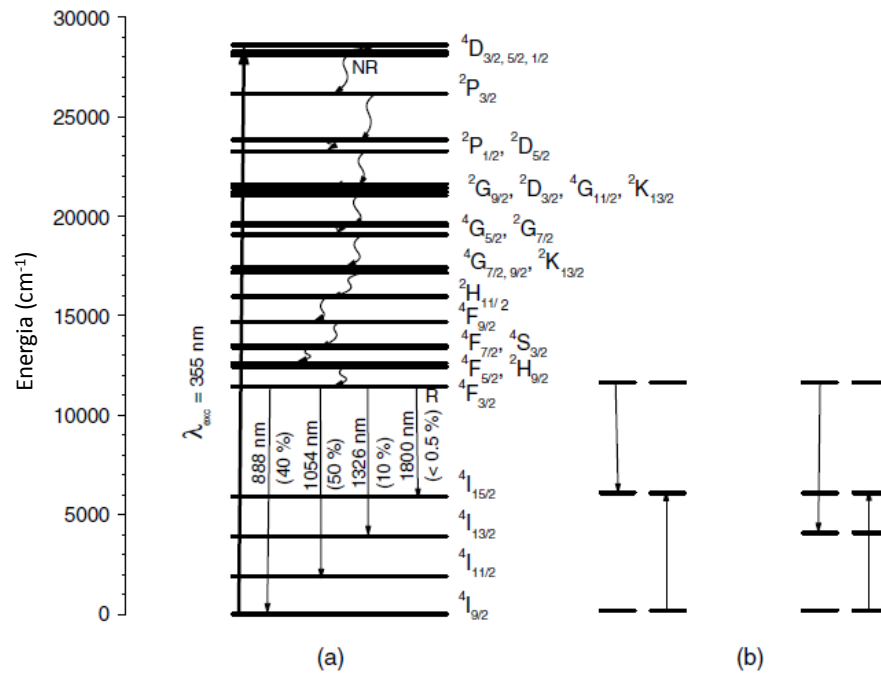 30000
25000
20000
15000
10000
5000
0
Energia (cm⁻¹)
λexc = 355 nm
NR
⁴D3/2, 5/2, 1/2
²P3/2
²P1/2, ²D5/2
²G9/2, ²D3/2, ⁴G11/2, ²K13/2
⁴G5/2, ²G7/2
⁴G7/2, 9/2, ²K13/2
²H11/ 2
⁴F9/2
⁴F7/2, ⁴S3/2
⁴F5/2, ²H9/2
⁴F3/2
R
888 nm
(40 %)
1054 nm
(50 %)
1326 nm
(10 %)
1800 nm
(< 0.5 %)
⁴I15/2
⁴I13/2
⁴I11/2
⁴I9/2
(a)
(b)